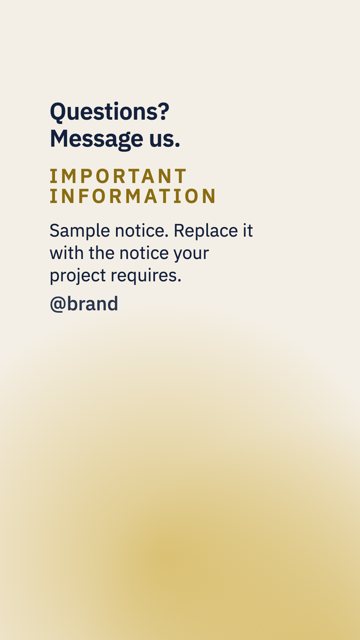 Questions?
Message us.
IMPORTANT
INFORMATION
Sample notice. Replace it
with the notice your
project requires.
@brand